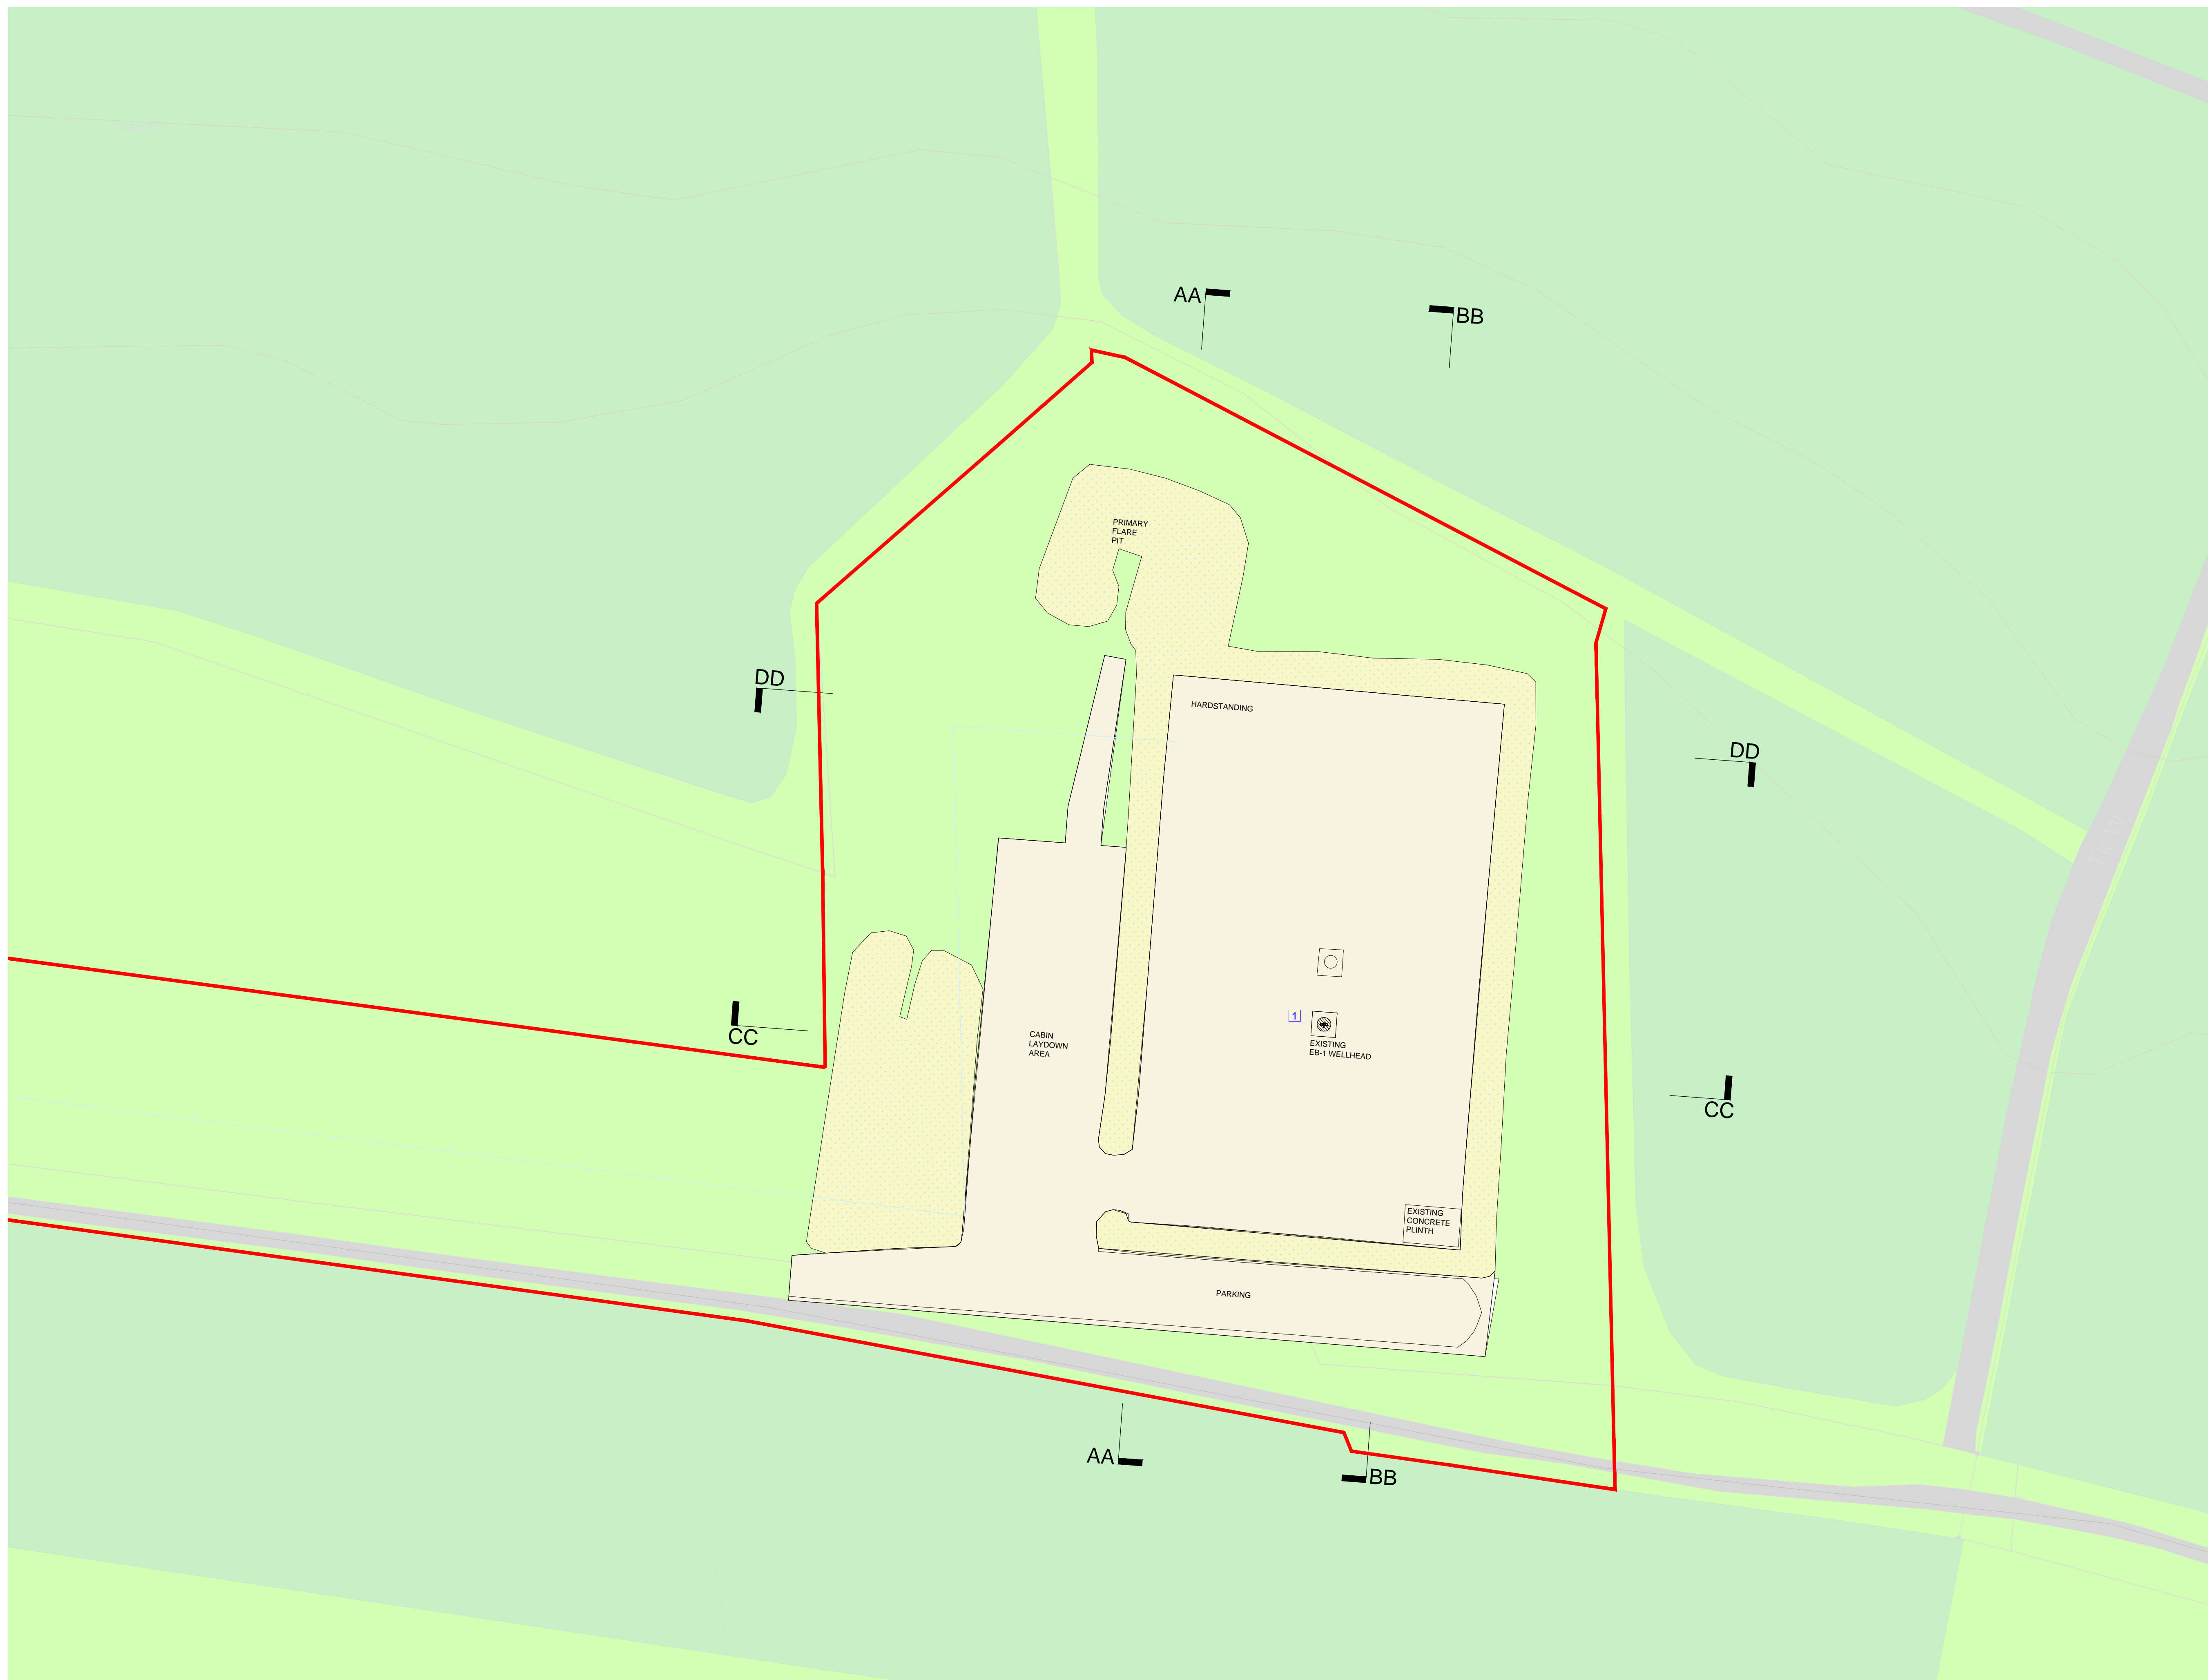 AA
BB
PRIMARY
FLARE
PIT
DD
HARDSTANDING
DD
TkW
CC
CABIN
LAYDOWN
AREA
1
EXISTING
EB-1 WELLHEAD
CC
EXISTING
CONCRETE
PLINTH
PARKING
AA
BB